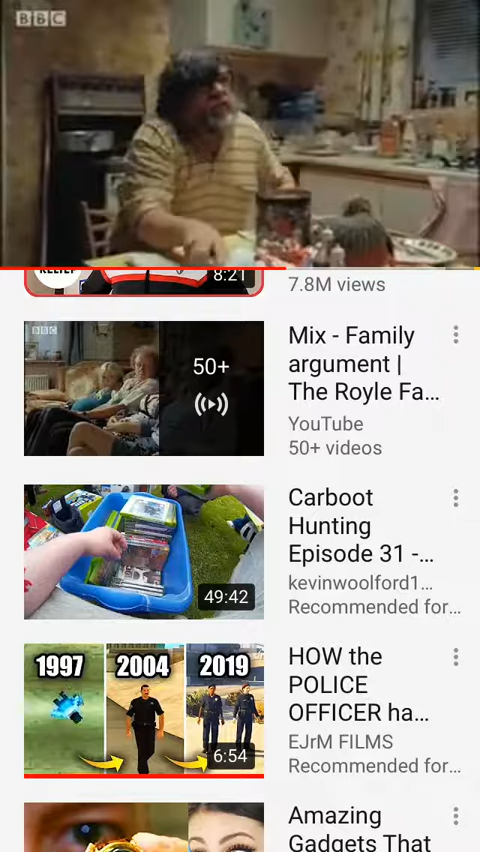 BBC
RELIEF
8:21
7.8M views
BBC
50+
Mix - Family
argument |
The Royle Fa...
YouTube
50+ videos
49:42
Carboot
Hunting
Episode 31 -...
kevinwoolford1...
Recommended for...
1997
2004
2019
6:54
HOW the
POLICE
OFFICER ha...
EJrM FILMS
Recommended for...
Amazing
Gadgets That